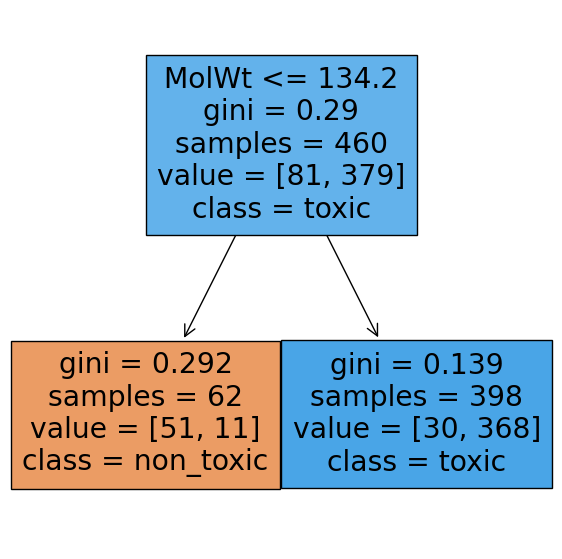 MolWt <= 134.2
gini = 0.29
samples = 460
value = [81, 379]
class = toxic
gini = 0.292
samples = 62
value = [51, 11]
class = non_toxic
gini = 0.139
samples = 398
value = [30, 368]
class = toxic